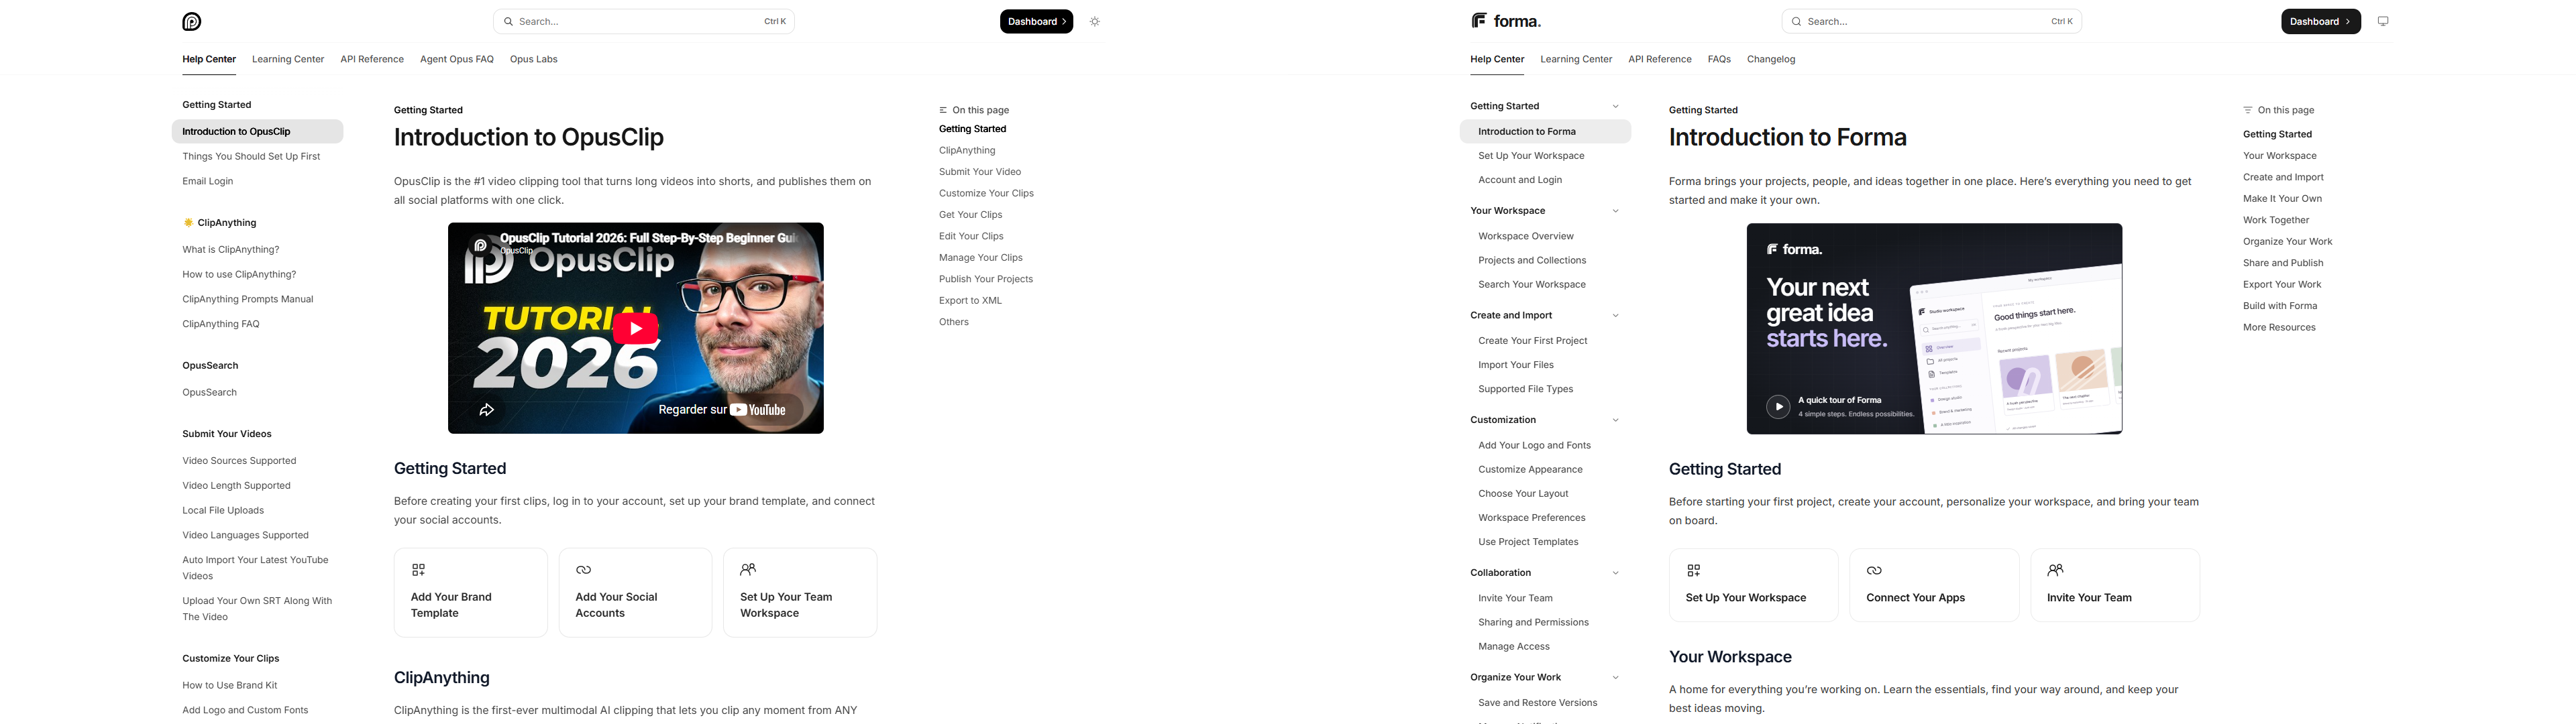 Search...
Ctrl K
Dashboard
Help Center
Learning Center
API Reference
Agent Opus FAQ
Opus Labs
Getting Started
Introduction to OpusClip
Things You Should Set Up First
Email Login
ClipAnything
What is ClipAnything?
How to use ClipAnything?
ClipAnything Prompts Manual
ClipAnything FAQ
OpusSearch
OpusSearch
Submit Your Videos
Video Sources Supported
Video Length Supported
Local File Uploads
Video Languages Supported
Auto Import Your Latest YouTube
Videos
Upload Your Own SRT Along With
The Video
Customize Your Clips
How to Use Brand Kit
Add Logo and Custom Fonts
Getting Started
Introduction to OpusClip
OpusClip is the #1 video clipping tool that turns long videos into shorts, and publishes them on
all social platforms with one click.
OpusClip Tutorial 2026: Full Step-By-Step Beginner Gui
OpusClip
OpusClip
TUTORIAL
2026
Regarder sur YouTube
Getting Started
Before creating your first clips, log in to your account, set up your brand template, and connect
your social accounts.
Add Your Brand
Template
Add Your Social
Accounts
Set Up Your Team
Workspace
ClipAnything
ClipAnything is the first-ever multimodal AI clipping that lets you clip any moment from ANY
On this page
Getting Started
ClipAnything
Submit Your Video
Customize Your Clips
Get Your Clips
Edit Your Clips
Manage Your Clips
Publish Your Projects
Export to XML
Others
forma.
Search...
Ctrl K
Dashboard
Help Center
Learning Center
API Reference
FAQs
Changelog
Getting Started
Introduction to Forma
Set Up Your Workspace
Account and Login
Your Workspace
Workspace Overview
Projects and Collections
Search Your Workspace
Create and Import
Create Your First Project
Import Your Files
Supported File Types
Customization
Add Your Logo and Fonts
Customize Appearance
Choose Your Layout
Workspace Preferences
Use Project Templates
Collaboration
Invite Your Team
Sharing and Permissions
Manage Access
Organize Your Work
Save and Restore Versions
Getting Started
Introduction to Forma
Forma brings your projects, people, and ideas together in one place. Here’s everything you need to get
started and make it your own.
forma.
Your next
great idea
starts here.
A quick tour of Forma
4 simple steps. Endless possibilities.
My workspace
Studio workspace
Overview
All projects
Templates
Good things start here.
Recent projects
Getting Started
Before starting your first project, create your account, personalize your workspace, and bring your team
on board.
Set Up Your Workspace
Connect Your Apps
Invite Your Team
Your Workspace
A home for everything you’re working on. Learn the essentials, find your way around, and keep your
best ideas moving.
On this page
Getting Started
Your Workspace
Create and Import
Make It Your Own
Work Together
Organize Your Work
Share and Publish
Export Your Work
Build with Forma
More Resources